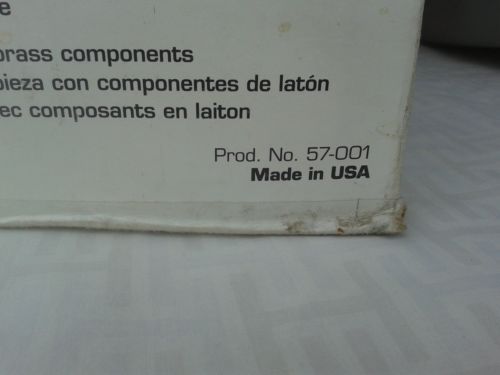 e
brass components
pieza con componentes de latón
ec composants en laiton
Prod. No. 57-001
Made in USA